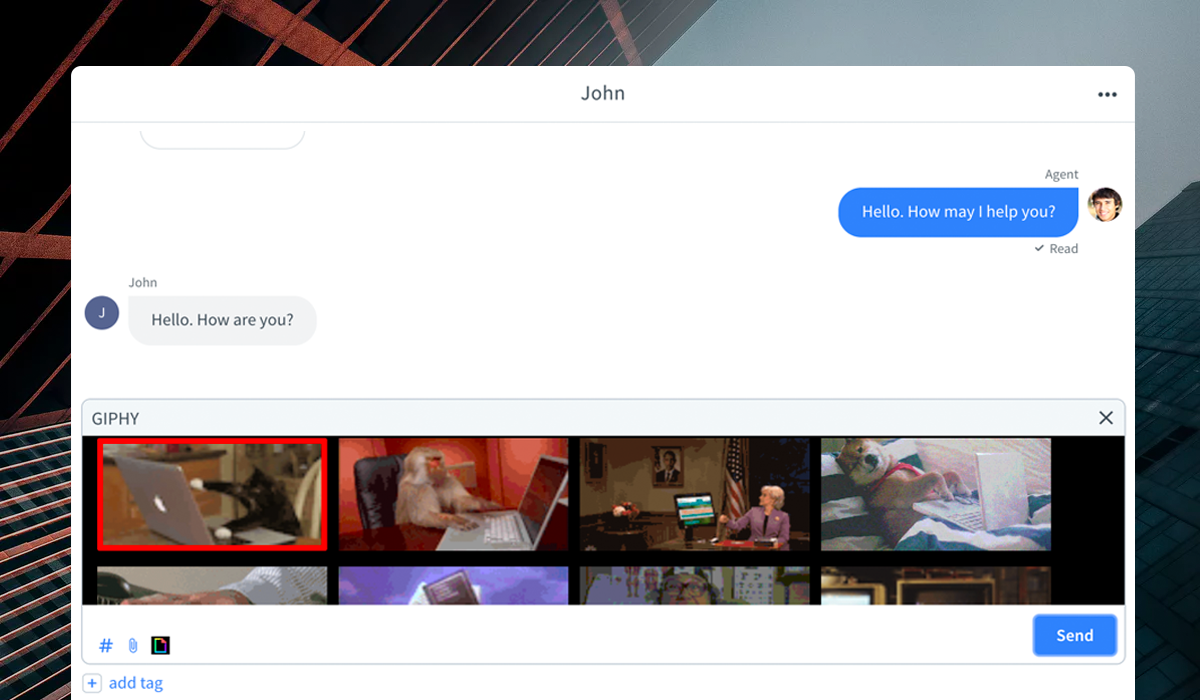 John
Agent
Hello. How may I help you?
Read
John
J
Hello. How are you?
GIPHY
Send
add tag